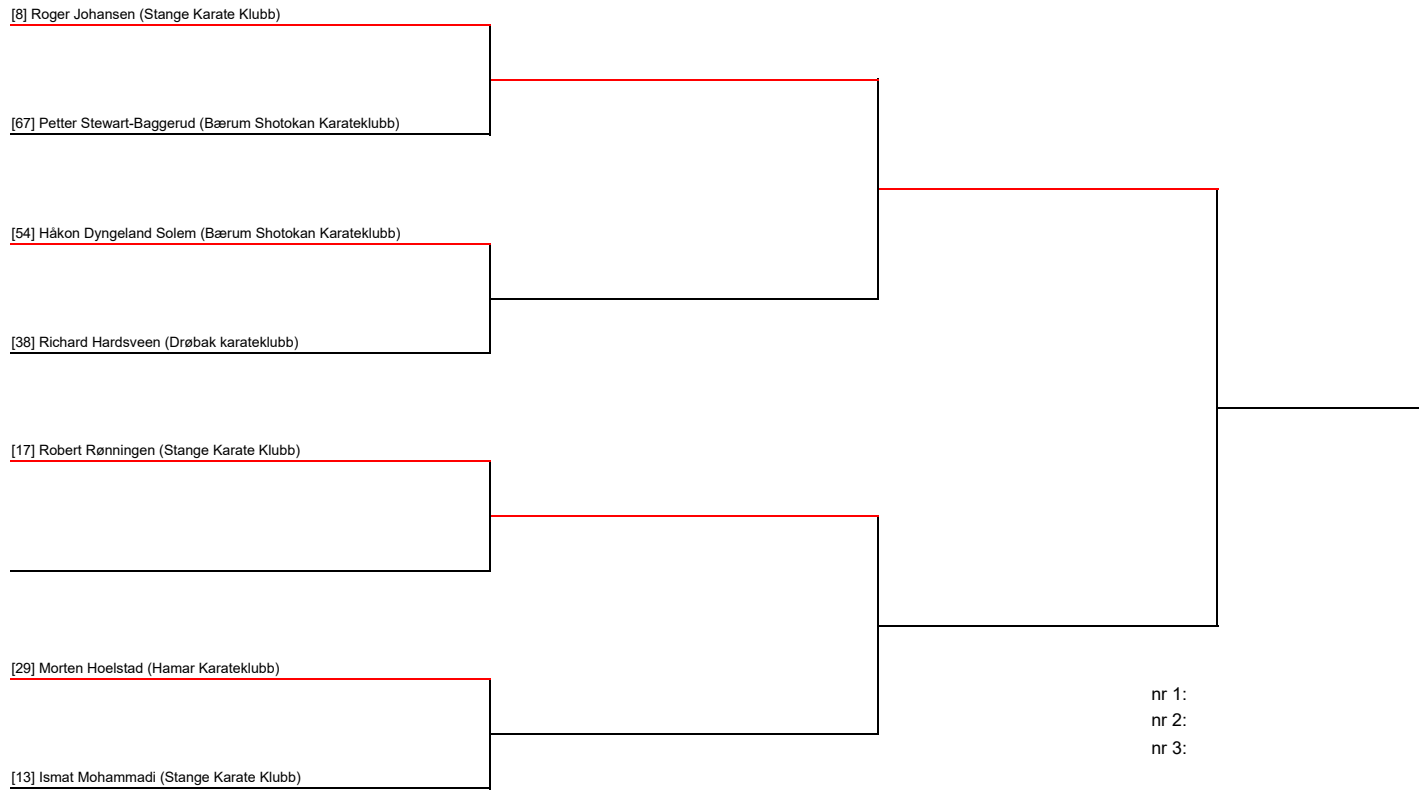 [8] Roger Johansen (Stange Karate Klubb)
[67] Petter Stewart-Baggerud (Bærum Shotokan Karateklubb)
[54] Håkon Dyngeland Solem (Bærum Shotokan Karateklubb)
[38] Richard Hardsveen (Drøbak karateklubb)
[17] Robert Rønningen (Stange Karate Klubb)
[29] Morten Hoelstad (Hamar Karateklubb)
nr 1:
nr 2:
nr 3:
[13] Ismat Mohammadi (Stange Karate Klubb)